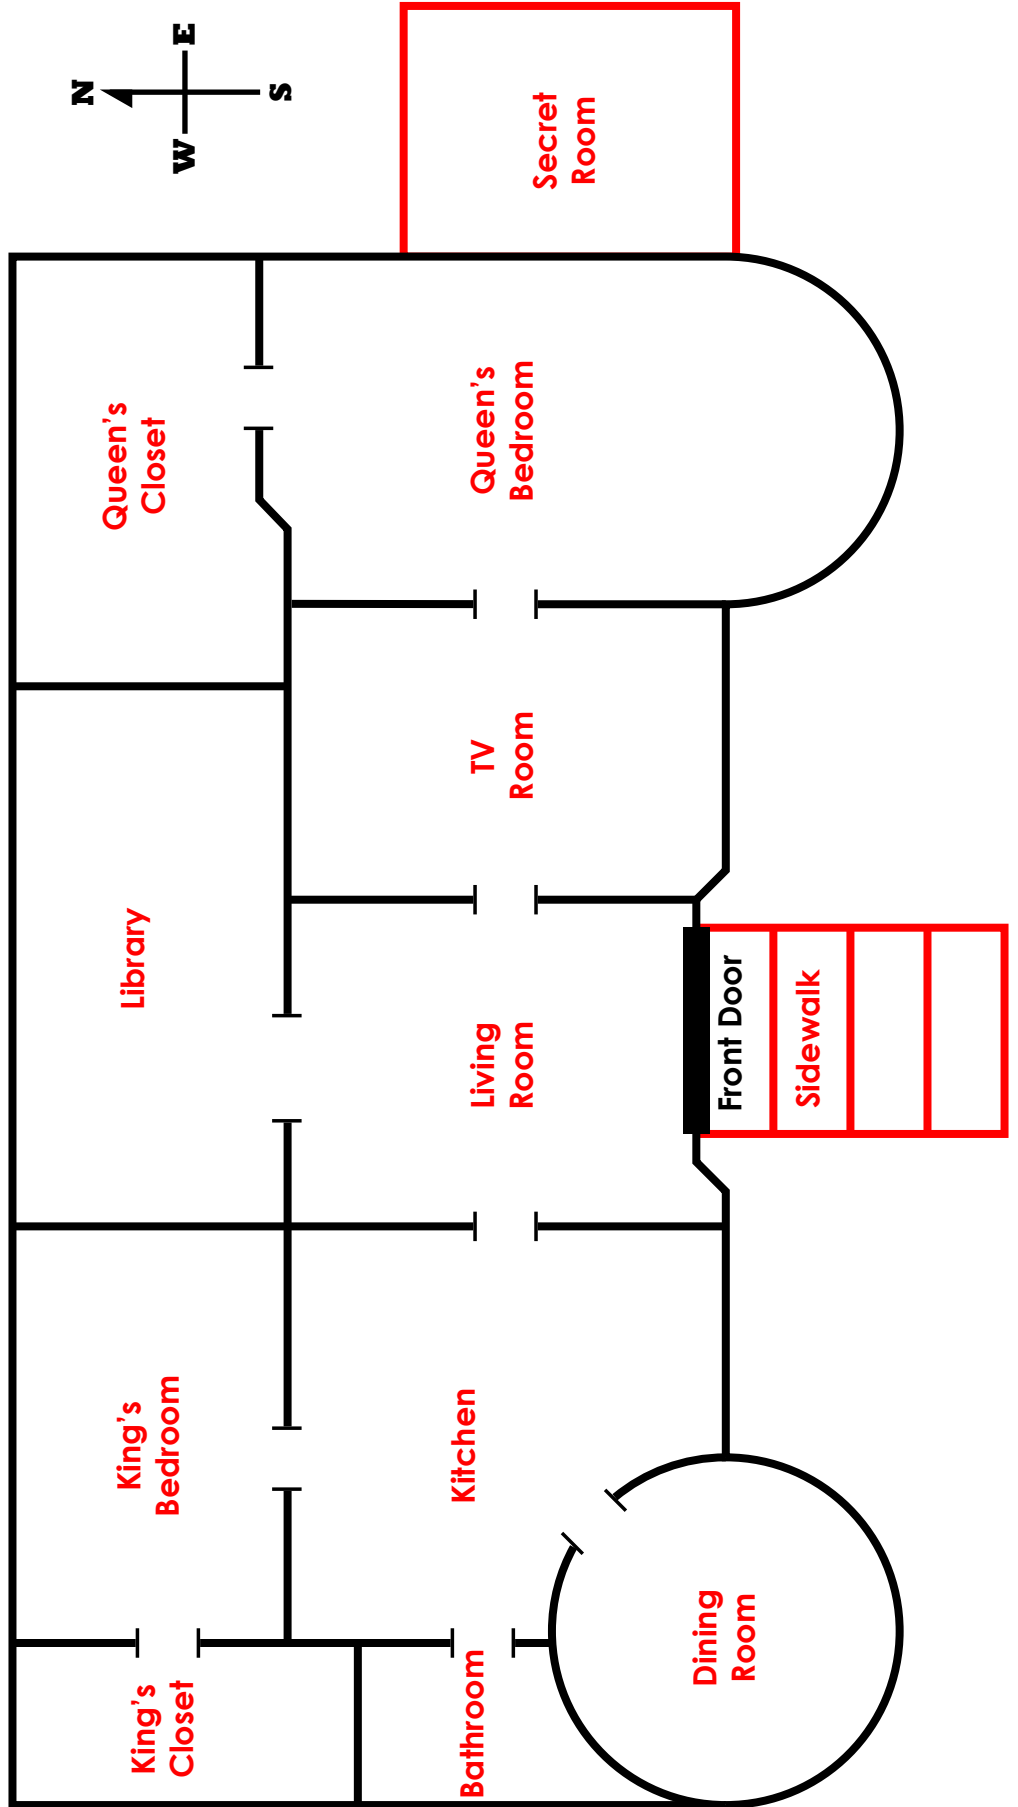 N
E
W
S
Secret
Room
Queen's
Closet
Queen's
Bedroom
TV
Room
Library
Living
Room
Front Door
Sidewalk
King's
Bedroom
Kitchen
King's
Closet
Bathroom
Dining
Room